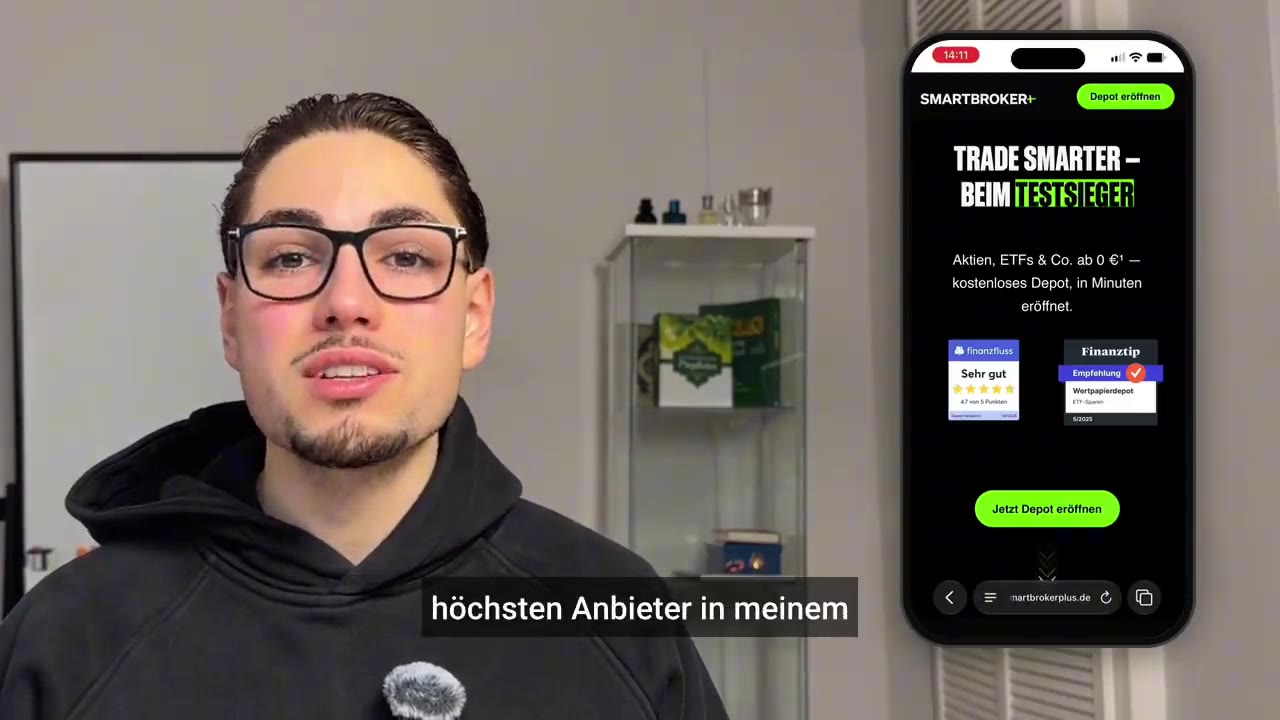 14:11
SMARTBROKER+
Depot eröffnen
TRADE SMARTER –
BEIM TESTSIEGER
Aktien, ETFs & Co. ab 0 €¹ —
kostenloses Depot, in Minuten
eröffnet.
finanzfluss
Sehr gut
4.7 von 5 Punkten
Finanztip
Empfehlung
Wertpapierdepot
ETF-Sparen
5/2025
Jetzt Depot eröffnen
martbrokerplus.de
höchsten Anbieter in meinem